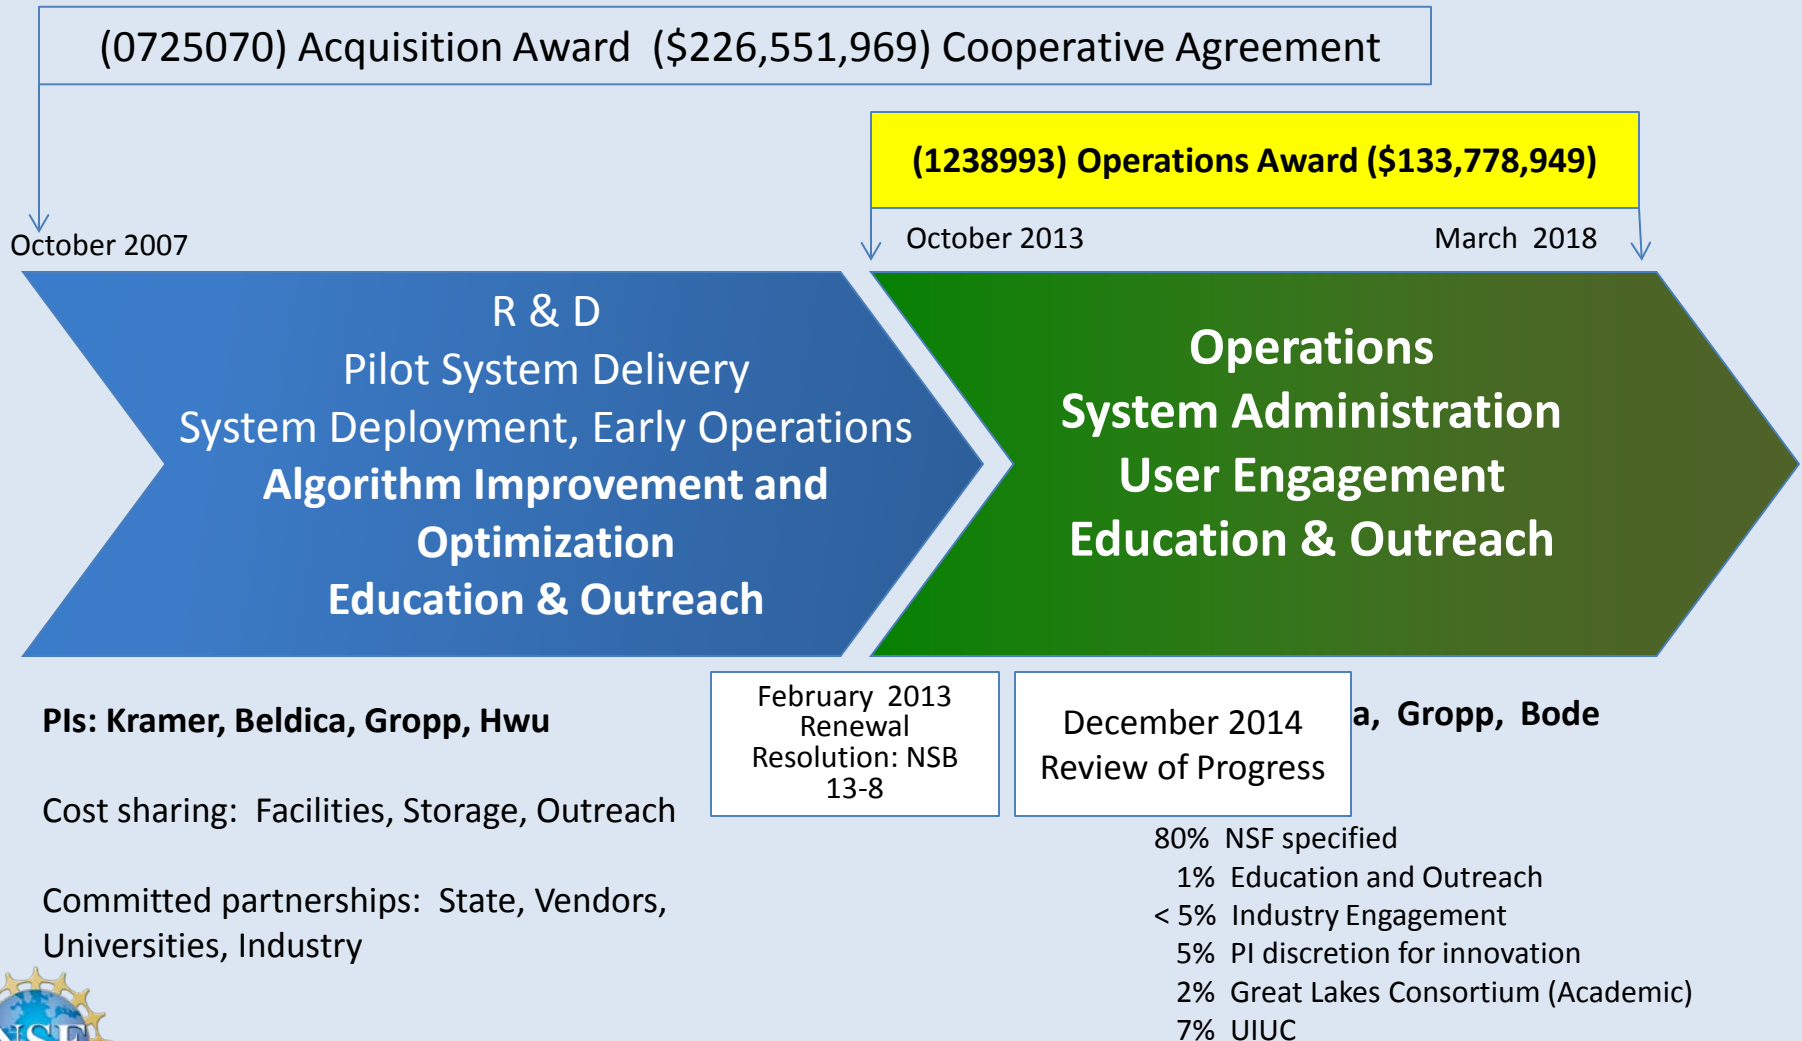 (0725070) Acquisition Award ($226,551,969) Cooperative Agreement
(1238993) Operations Award ($133,778,949)
October 2007
October 2013
March 2018
R & D
Pilot System Delivery
System Deployment, Early Operations
Algorithm Improvement and
Optimization
Education & Outreach
Operations
System Administration
User Engagement
Education & Outreach
PIs: Kramer, Beldica, Gropp, Hwu
Cost sharing: Facilities, Storage, Outreach
Committed partnerships: State, Vendors,
Universities, Industry
February 2013
Renewal
Resolution: NSB
13-8
December 2014
Review of Progress
a, Gropp, Bode
80% NSF specified
1% Education and Outreach
< 5% Industry Engagement
5% PI discretion for innovation
2% Great Lakes Consortium (Academic)
7% UIUC
NSF